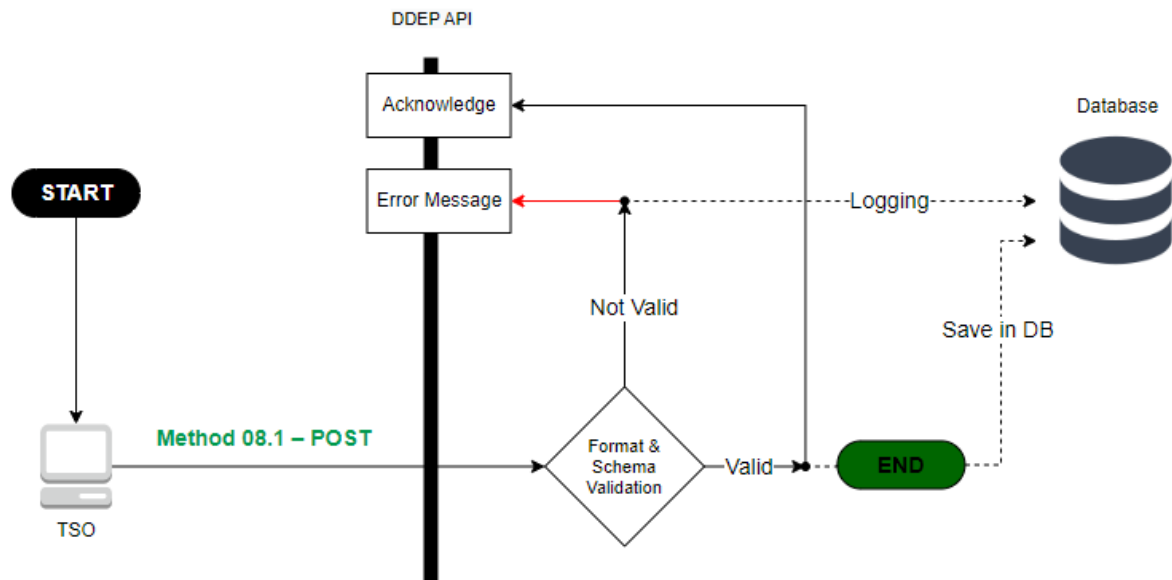 DDEP API
Acknowledge
Database
START
Error Message
Logging
Not Valid
Save in DB
Method 08.1 – POST
Format &
Schema
Validation
Valid
END
TSO